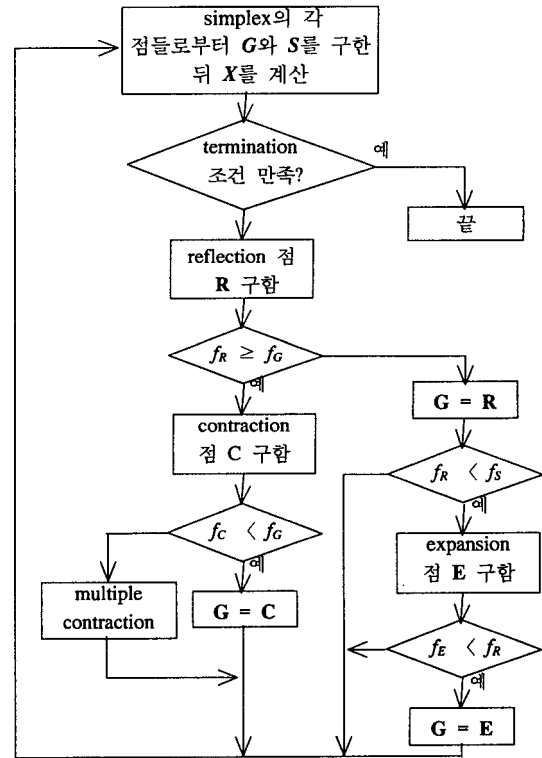 simplex의 각
점들로부터 G와 S를 구한
뒤 X를 계산
termination
조건 만족?
예
끝
reflection 점
R 구함
f_R ≥ f_G
예
G = R
contraction
점 C 구함
f_R < f_S
예
f_C < f_G
예
expansion
점 E 구함
multiple
contraction
G = C
f_E < f_R
예
G = E